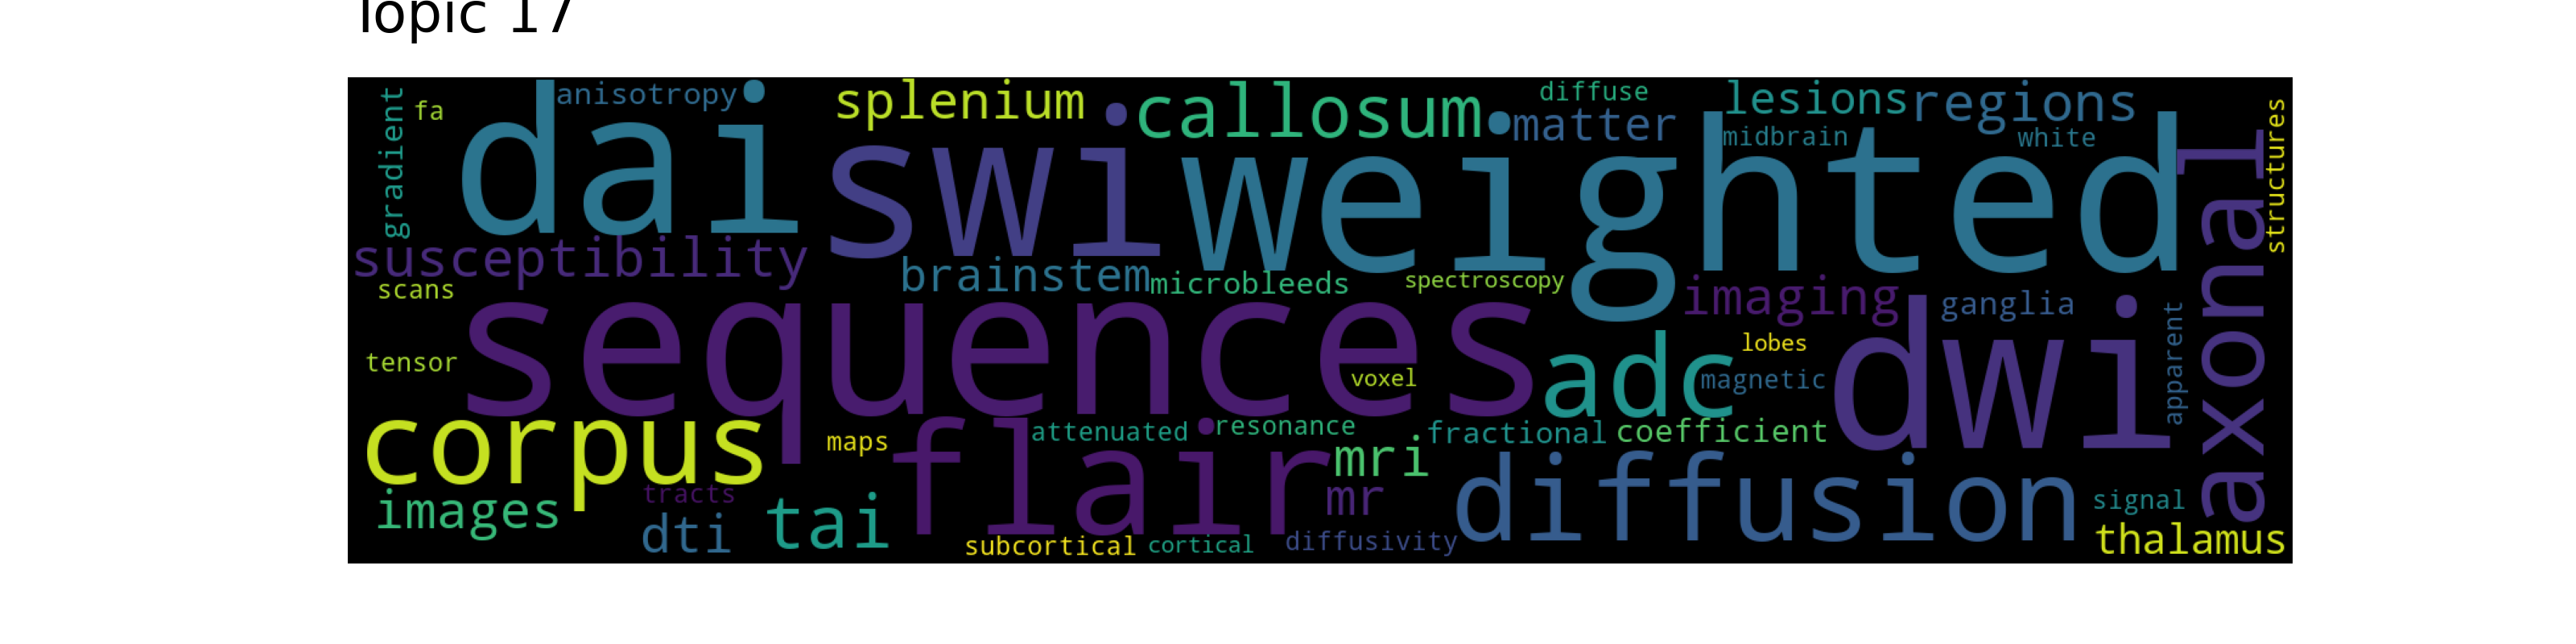 Topic 17
gradient
fa
anisotropy
dai
splenium
callosum
diffuse
matter
lesions
regions
midbrain
white
swi
weighted
axonal
structures
susceptibility
scans
brainstem
microbleeds
spectroscopy
imaging
ganglia
apparent
sequences
tensor
voxel
adc
lobes
magnetic
dwi
corpus
maps
flair
attenuated
resonance
fractional
coefficient
mri
mr
diffusion
signal
images
tracts
dti
tai
subcortical
cortical
diffusivity
thalamus